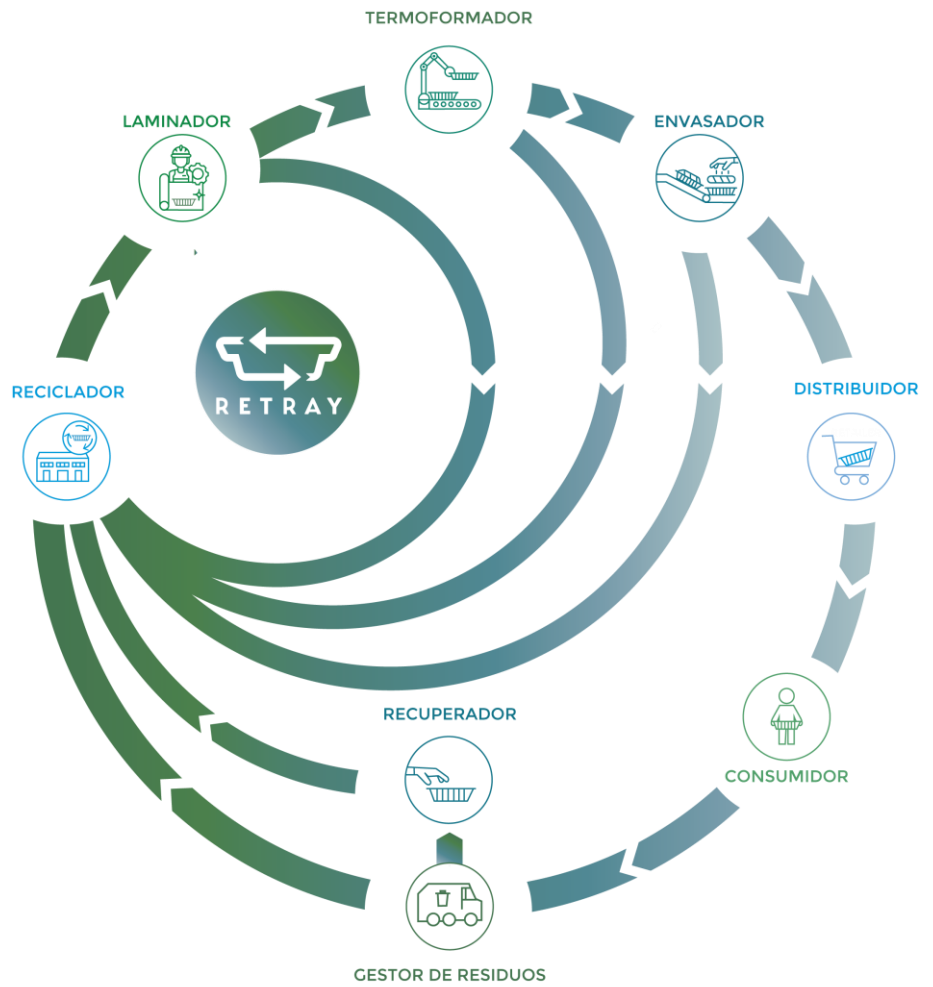 TERMOFORMADOR
LAMINADOR
ENVASADOR
RETRAY
RECICLADOR
DISTRIBUIDOR
RECUPERADOR
CONSUMIDOR
GESTOR DE RESIDUOS